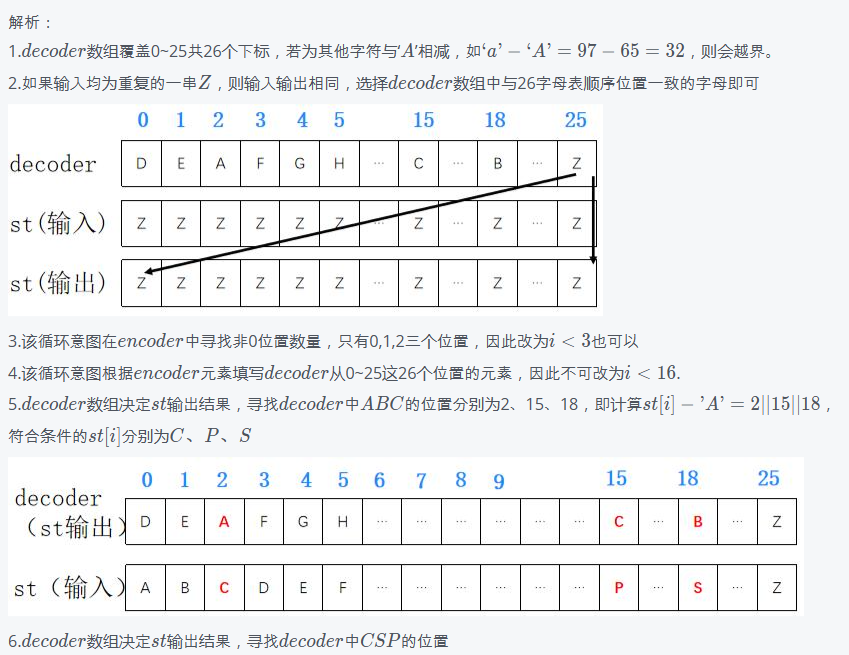 解析：
1.decoder数组覆盖0~25共26个下标，若为其他字符与‘A’相减，如‘a’ − ‘A’ = 97 − 65 = 32，则会越界。
2.如果输入均为重复的一串Z，则输入输出相同，选择decoder数组中与26字母表顺序位置一致的字母即可
0 1 2 3 4 5 15 18 25
decoder D E A F G H ... C ... B ... Z
st(输入) Z Z Z Z Z Z ... Z ... Z ... Z
st(输出) Z Z Z Z Z Z ... Z ... Z ... Z
3.该循环意图在encoder中寻找非0位置数量，只有0,1,2三个位置，因此改为i < 3也可以
4.该循环意图根据encoder元素填写decoder从0~25这26个位置的元素，因此不可改为i < 16.
5.decoder数组决定st输出结果，寻找decoder中ABC的位置分别为2、15、18，即计算st[i] − ’A’ = 2||15||18，
符合条件的st[i]分别为C、P、S
0 1 2 3 4 5 6 7 8 9 15 18 25
decoder
（st输出） D E A F G H ... ... ... ... ... ... C ... B ... Z
st（输入） A B C D E F ... ... ... ... ... ... P ... S ... Z
6.decoder数组决定st输出结果，寻找decoder中CSP的位置